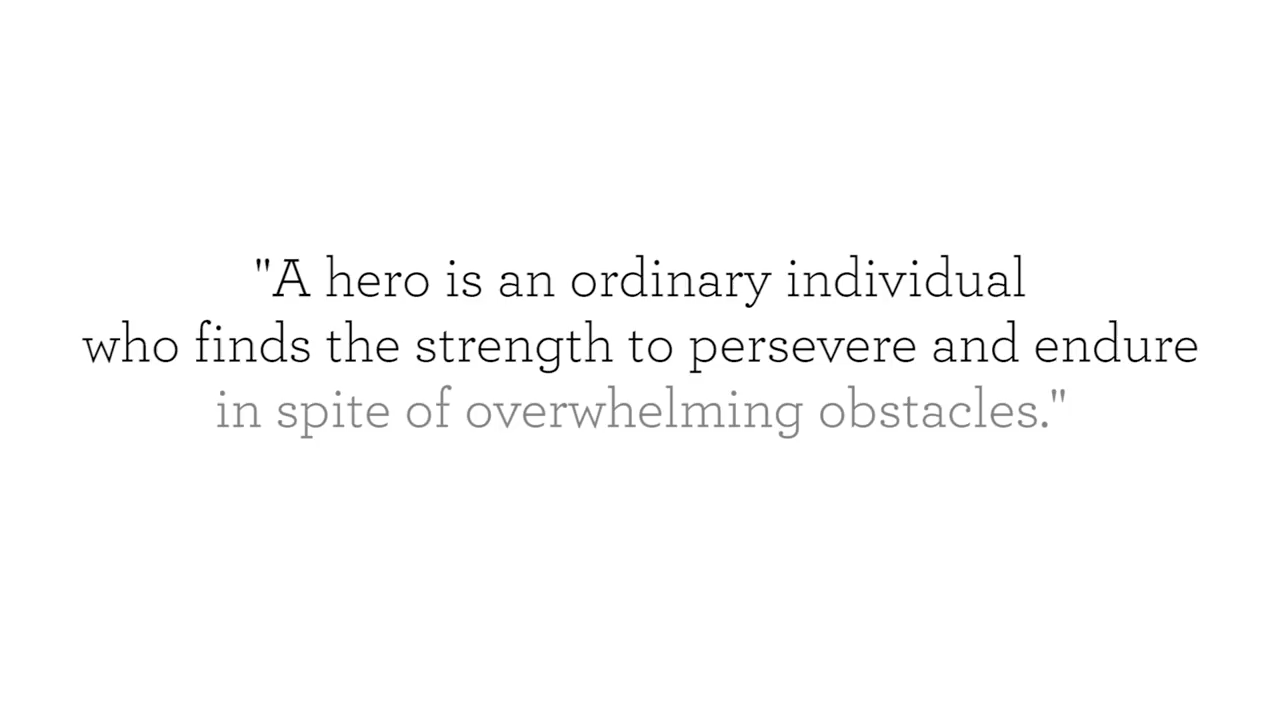 "A hero is an ordinary individual
who finds the strength to persevere and endure
in spite of overwhelming obstacles."